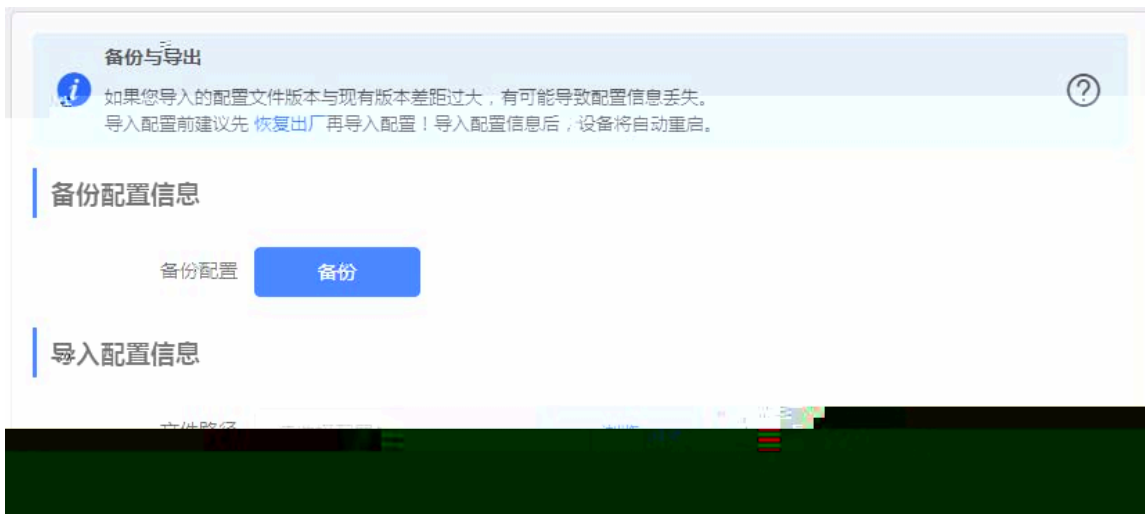 备份与导出
如果您导入的配置文件版本与现有版本差距过大，有可能导致配置信息丢失。
导入配置前建议先 恢复出厂再导入配置！导入配置信息后，设备将自动重启。
备份配置信息
备份配置 备份
导入配置信息
文件路径